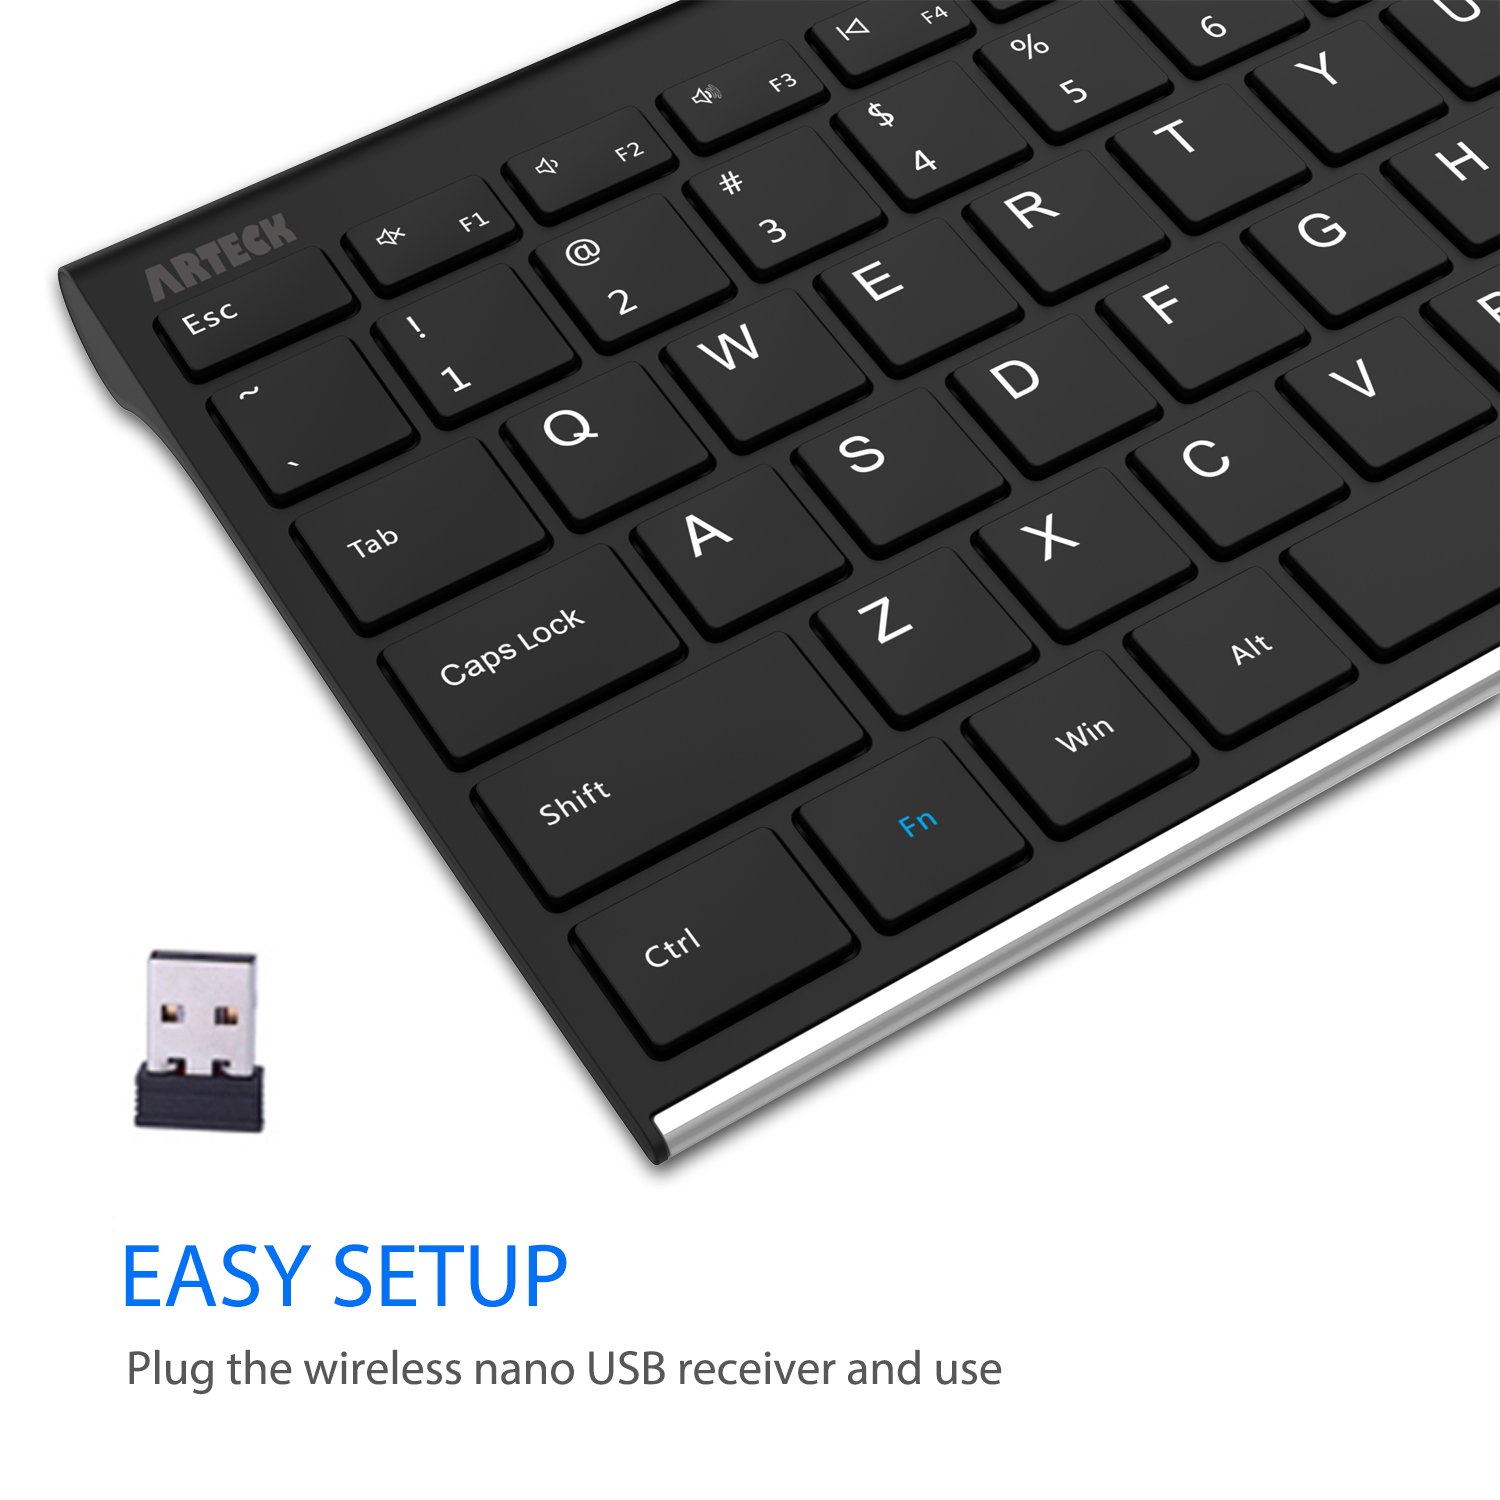 ARTECK
Esc
F1
F2
F3
F4
~
`
!
1
@
2
#
3
$
4
%
5
6
Tab
Q
W
E
R
T
Y
U
Caps Lock
A
S
D
F
G
H
Shift
Z
X
C
V
Ctrl
Fn
Win
Alt
EASY SETUP
Plug the wireless nano USB receiver and use